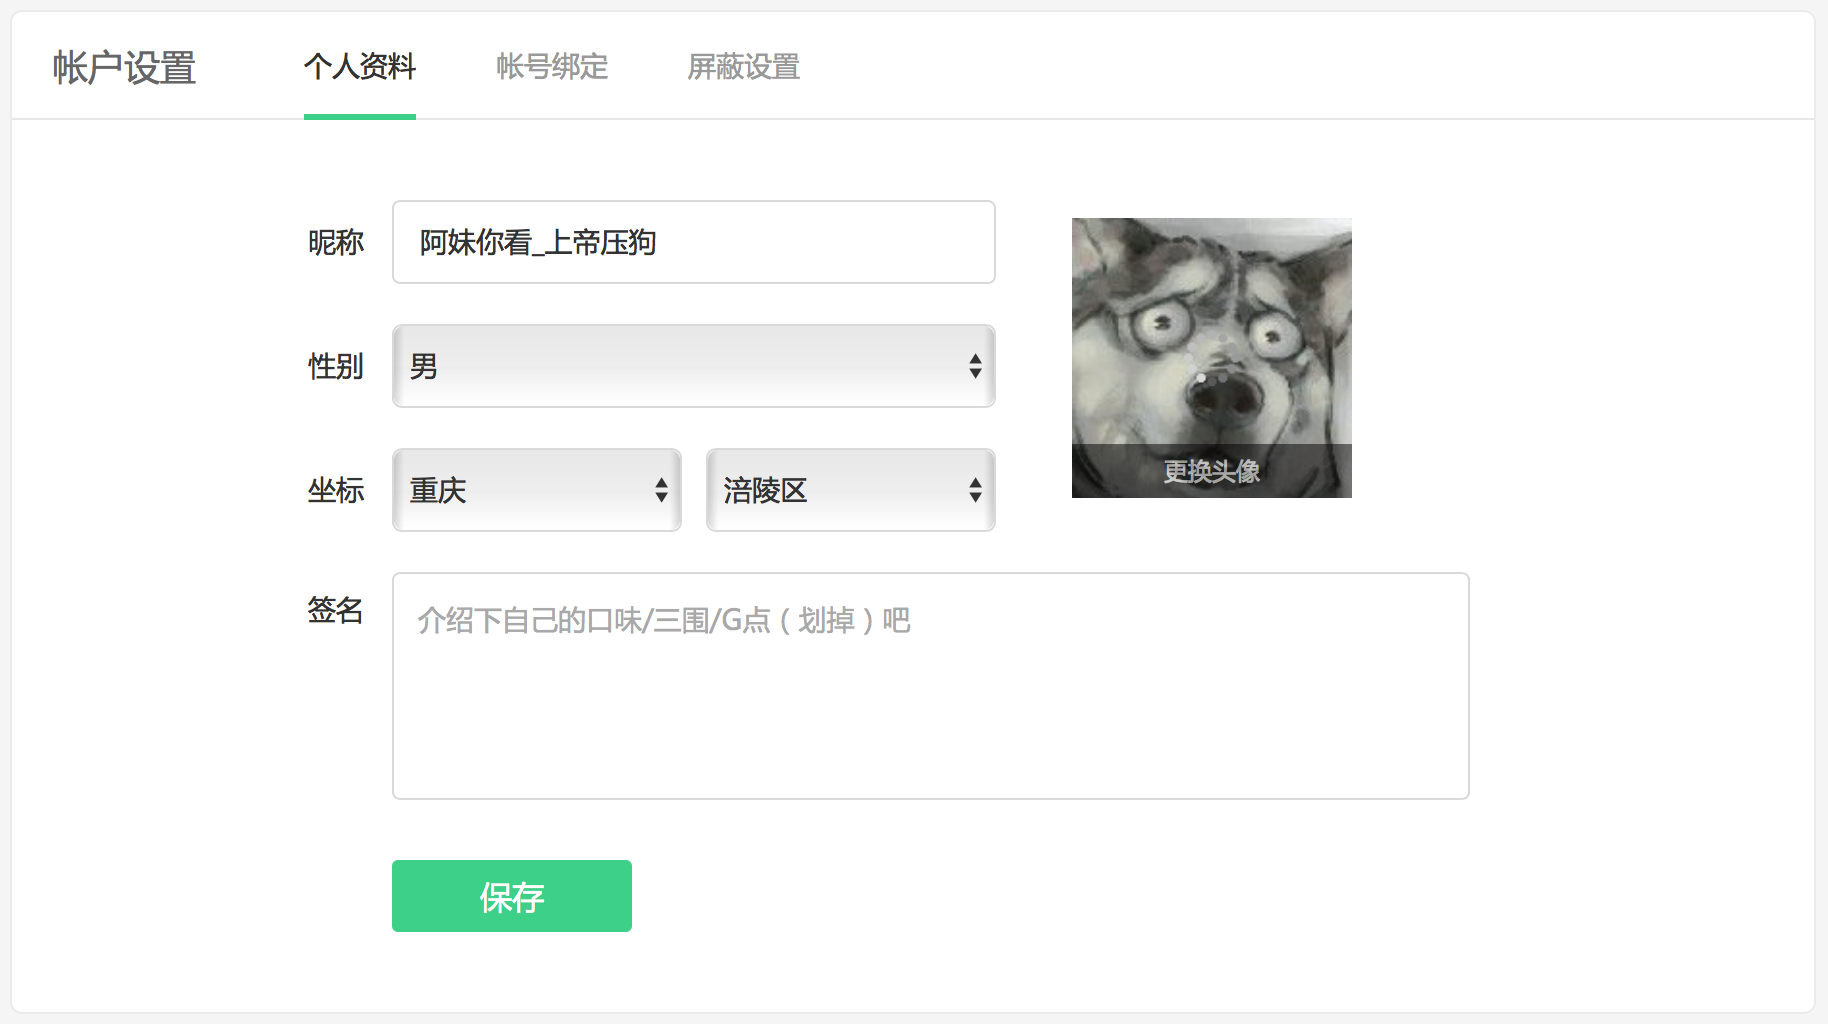 帐户设置 个人资料 帐号绑定 屏蔽设置
昵称 阿妹你看_上帝压狗
性别 男
坐标 重庆 涪陵区
更换头像
签名 介绍下自己的口味/三围/G点（划掉）吧
保存